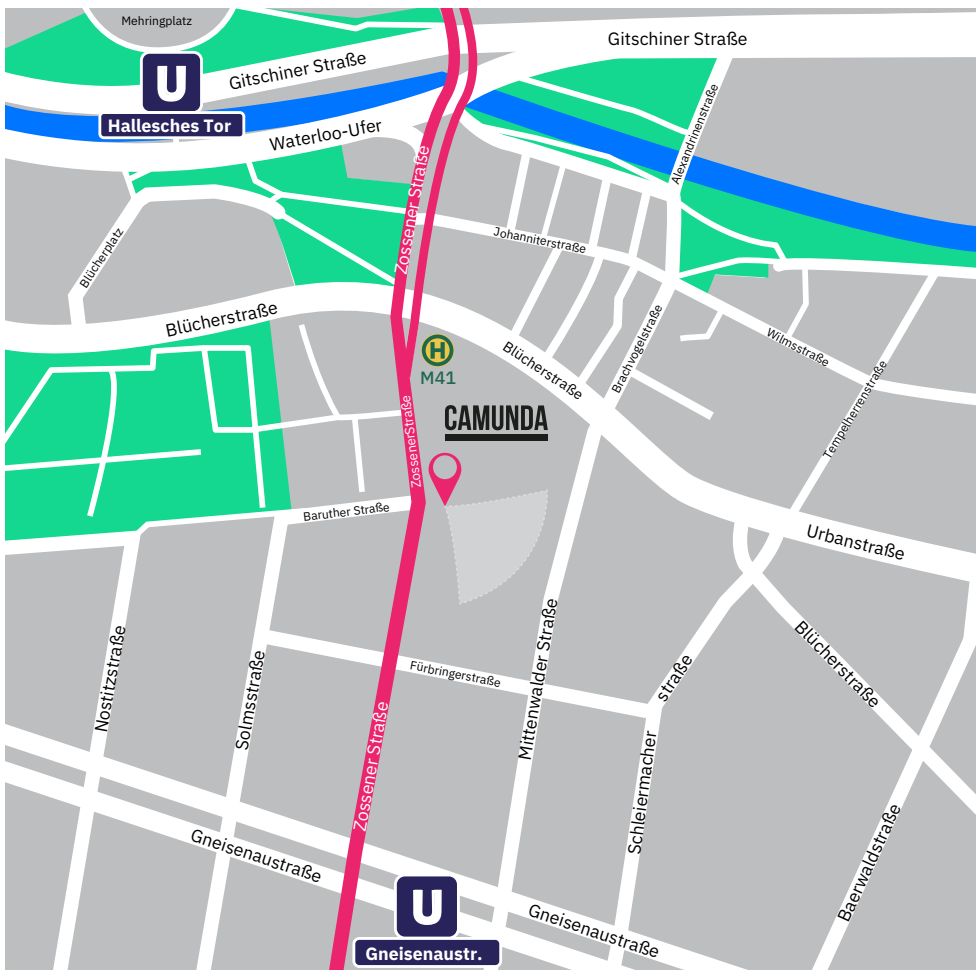 Mehringplatz
Gitschiner Straße
Gitschiner Straße
U
Hallesches Tor
Waterloo-Ufer
Alexandrinenstraße
Zossener Straße
Johanniterstraße
Blücherplatz
Blücherstraße
H
M41
Blücherstraße
Brachvogelstraße
Wilmsstraße
Tempelherrenstraße
ZossenerStraße
CAMUNDA
Baruther Straße
Urbanstraße
Nostitzstraße
Solmsstraße
Fürbringerstraße
Mittenwalder Straße
straße
Schleiermacher
Blücherstraße
Zossener Straße
Gneisenaustraße
Baerwaldstraße
U
Gneisenaustr.
Gneisenaustraße